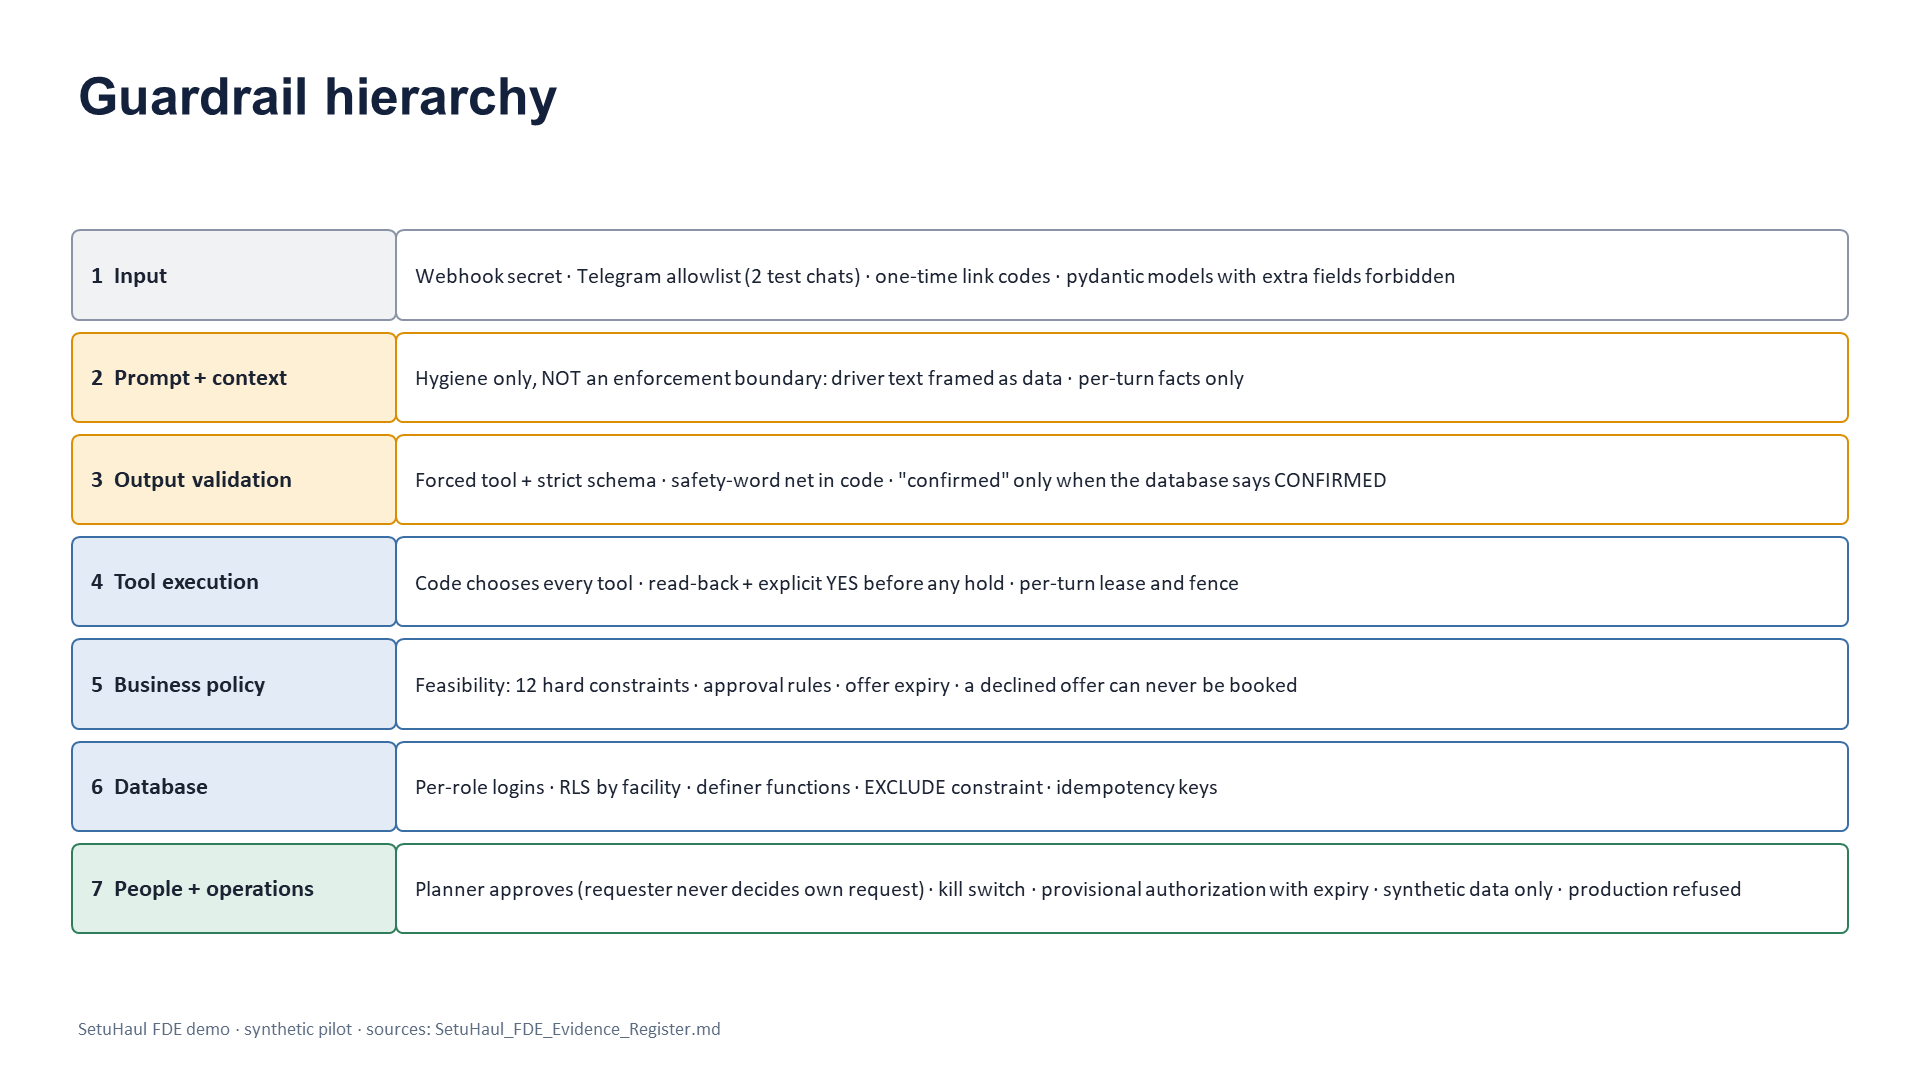 Guardrail hierarchy
1 Input
Webhook secret · Telegram allowlist (2 test chats) · one-time link codes · pydantic models with extra fields forbidden
2 Prompt + context
Hygiene only, NOT an enforcement boundary: driver text framed as data · per-turn facts only
3 Output validation
Forced tool + strict schema · safety-word net in code · "confirmed" only when the database says CONFIRMED
4 Tool execution
Code chooses every tool · read-back + explicit YES before any hold · per-turn lease and fence
5 Business policy
Feasibility: 12 hard constraints · approval rules · offer expiry · a declined offer can never be booked
6 Database
Per-role logins · RLS by facility · definer functions · EXCLUDE constraint · idempotency keys
7 People + operations
Planner approves (requester never decides own request) · kill switch · provisional authorization with expiry · synthetic data only · production refused
SetuHaul FDE demo · synthetic pilot · sources: SetuHaul_FDE_Evidence_Register.md